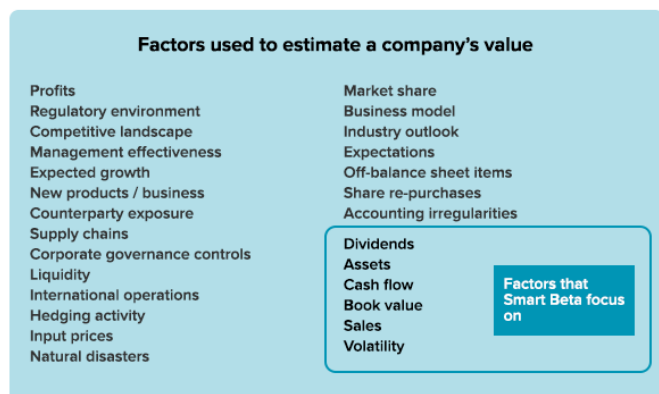 Factors used to estimate a company's value
Profits
Regulatory environment
Competitive landscape
Management effectiveness
Expected growth
New products / business
Counterparty exposure
Supply chains
Corporate governance controls
Liquidity
International operations
Hedging activity
Input prices
Natural disasters
Market share
Business model
Industry outlook
Expectations
Off-balance sheet items
Share re-purchases
Accounting irregularities
Dividends
Assets
Cash flow
Book value
Sales
Volatility
Factors that
Smart Beta focus
on